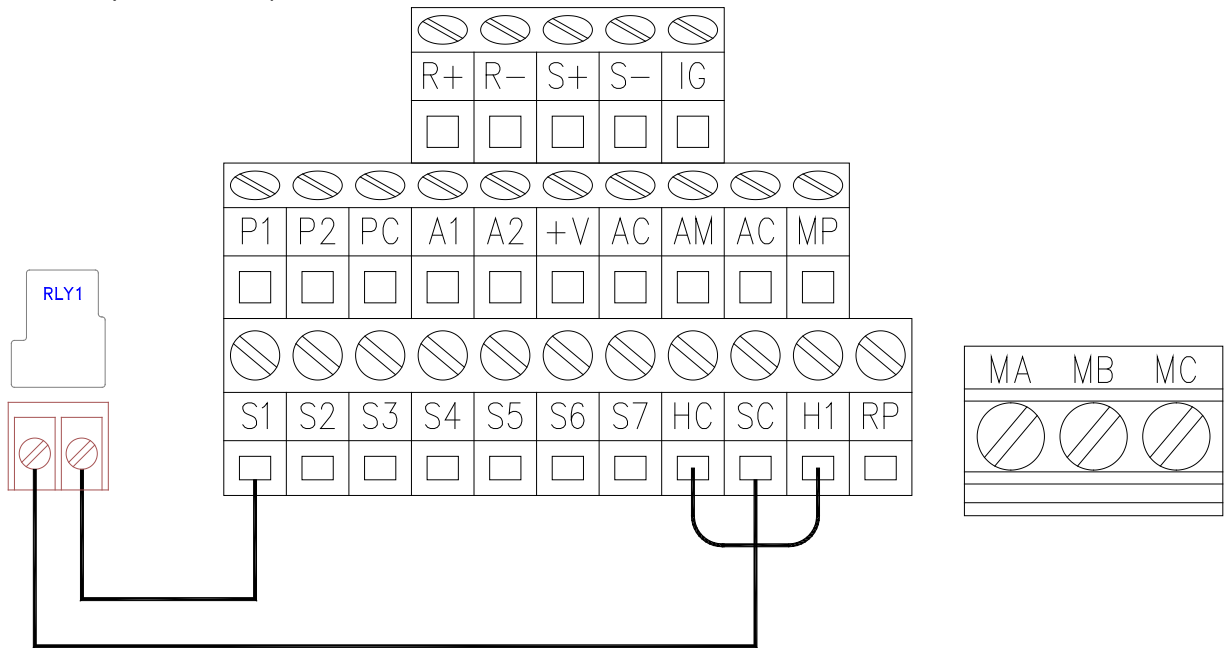 R+ R- S+ S- IG
P1 P2 PC A1 A2 +V AC AM AC MP
RLY1
MA MB MC
S1 S2 S3 S4 S5 S6 S7 HC SC H1 RP